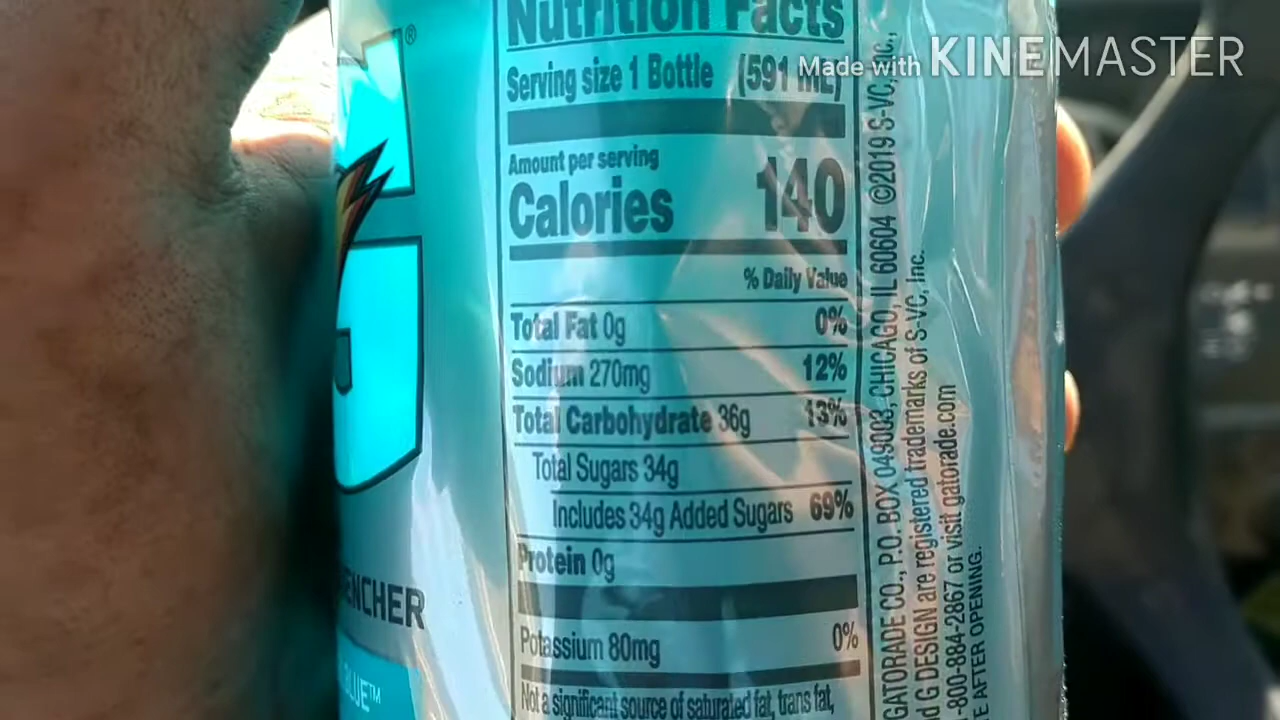 Nutrition Facts
Serving size 1 Bottle (591 mL)
Amount per serving
Calories 140
% Daily Value
Total Fat 0g 0%
Sodium 270mg 12%
Total Carbohydrate 36g 13%
Total Sugars 34g
Includes 34g Added Sugars 69%
Protein 0g
Potassium 80mg 0%
Not a significant source of saturated fat, trans fat,
GATORADE CO., P.O. BOX 049003, CHICAGO, IL 60604 ©2019 S-VC, Inc.,
d G DESIGN are registered trademarks of S-VC, Inc.
-800-884-2867 or visit gatorade.com
E AFTER OPENING.
G
®
ENCHER
BLUE™
Made with KINEMASTER